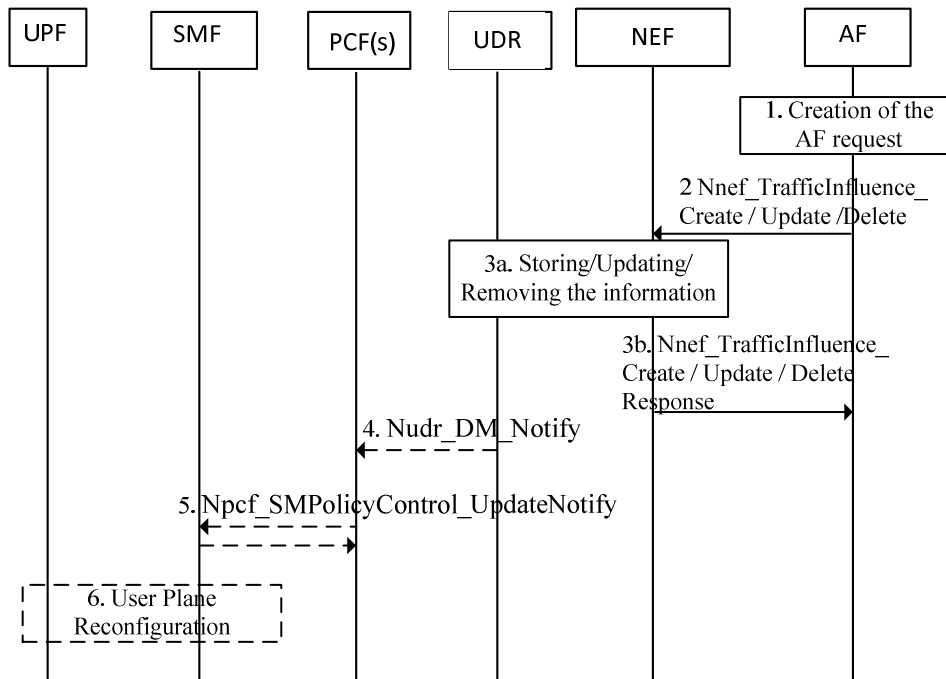 UPF
SMF
PCF(s)
UDR
NEF
AF
1. Creation of the
AF request
2 Nnef_TrafficInfluence_
Create / Update /Delete
3a. Storing/Updating/
Removing the information
3b. Nnef_TrafficInfluence_
Create / Update / Delete
Response
4. Nudr_DM_Notify
5. Npcf_SMPolicyControl_UpdateNotify
6. User Plane
Reconfiguration